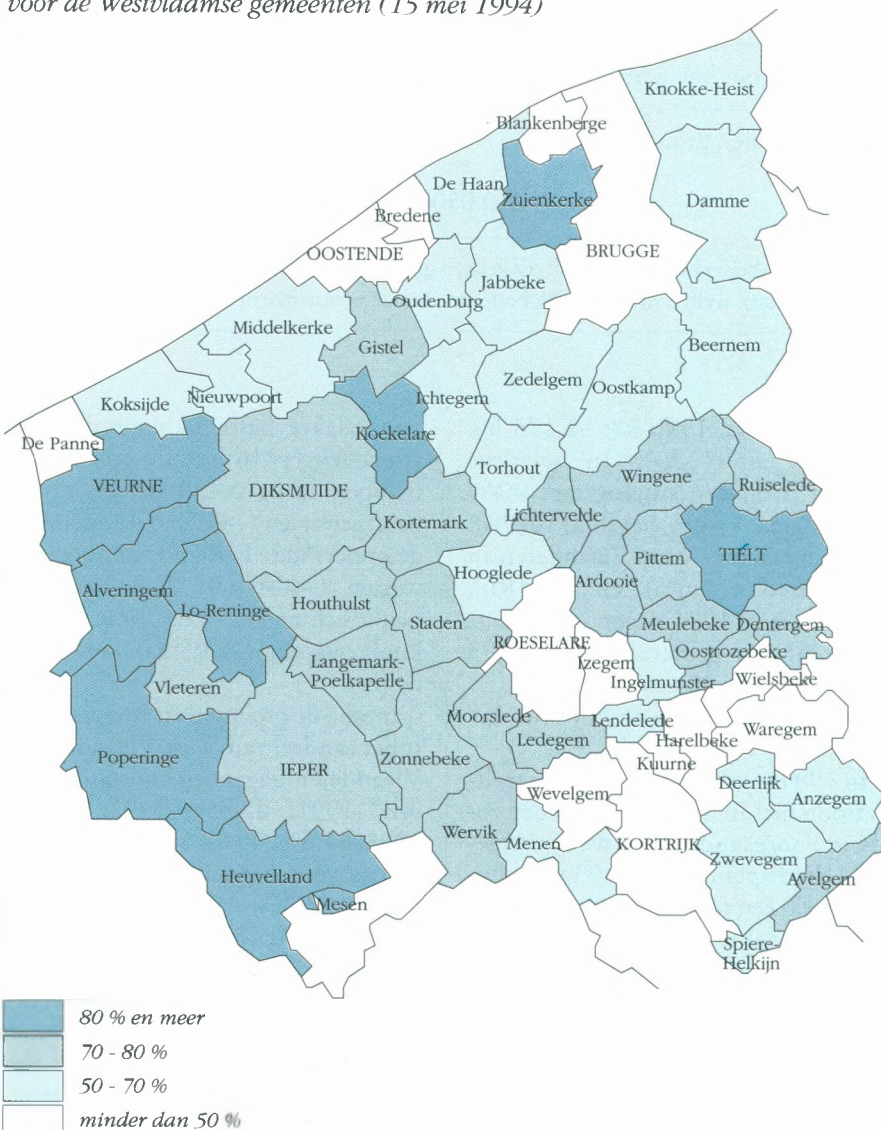 voor de Westvlaamse gemeenten (15 mei 1994)
Knokke-Heist
Blankenberge
De Haan
Zuienkerke
Damme
Bredene
OOSTENDE
BRUGGE
Jabbeke
Oudenburg
Middelkerke
Gistel
Beernem
Zedelgem
Oostkamp
Ichtegem
Nieuwpoort
Koksijde
Koekelare
De Panne
Torhout
Wingene
VEURNE
DIKSMUIDE
Ruiselede
Lichtervelde
Kortemark
TIELT
Pittem
Hooglede
Ardooie
Alveringem
Houthulst
Lo-Reninge
Staden
Meulebeke
Dentergem
ROESELARE
Oostrozebeke
Izegem
Langemark-
Poelkapelle
Wielsbeke
Ingelmunster
Vleteren
Moorslede
Lendelede
Waregem
Ledegem
Harelbeke
Poperinge
Zonnebeke
Kuurne
IEPER
Deerlijk
Wevelgem
Anzegem
Wervik
Menen
KORTRIJK
Zwevegem
Heuvelland
Avelgem
Mesen
Spiere-
Helkijn
80 % en meer
70 - 80 %
50 - 70 %
minder dan 50 %